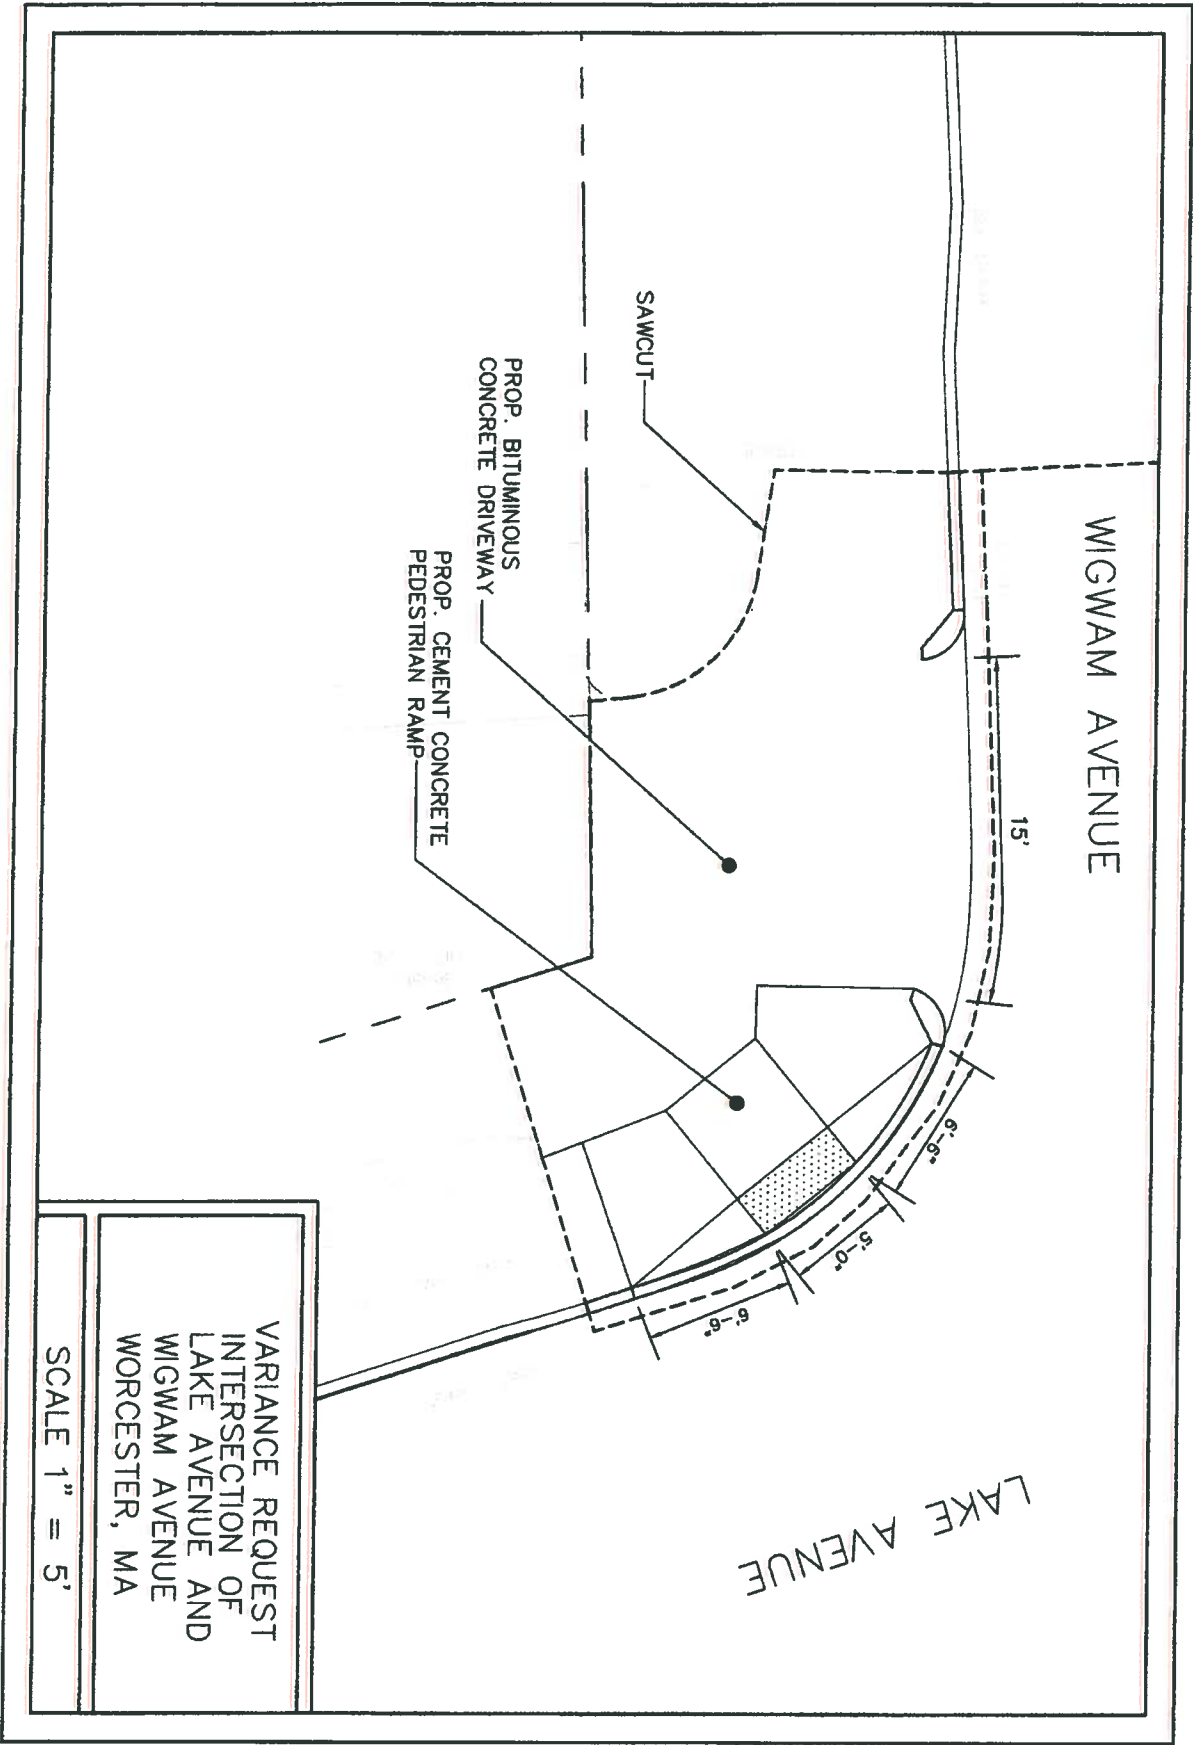 WIGWAM AVENUE
15'
SAWCUT
PROP. BITUMINOUS
CONCRETE DRIVEWAY
PROP. CEMENT CONCRETE
PEDESTRIAN RAMP
6'-6"
5'-0"
6'-6"
LAKE AVENUE
VARIANCE REQUEST
INTERSECTION OF
LAKE AVENUE AND
WIGWAM AVENUE
WORCESTER, MA
SCALE 1" = 5'